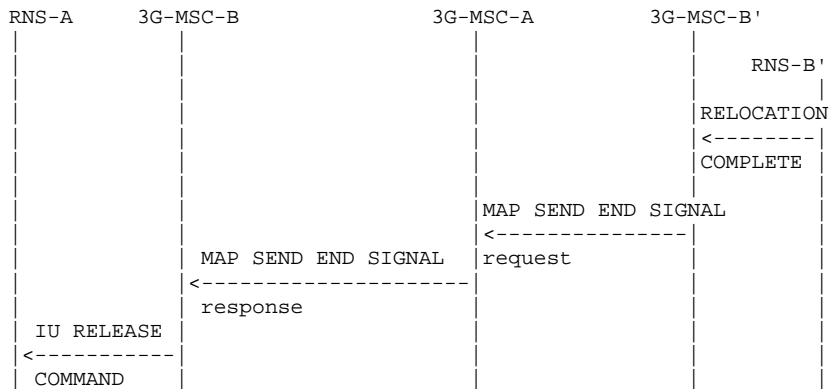 RNS-A 3G-MSC-B 3G-MSC-A 3G-MSC-B'
RNS-B'
RELOCATION
COMPLETE
MAP SEND END SIGNAL
request
MAP SEND END SIGNAL
response
IU RELEASE
COMMAND